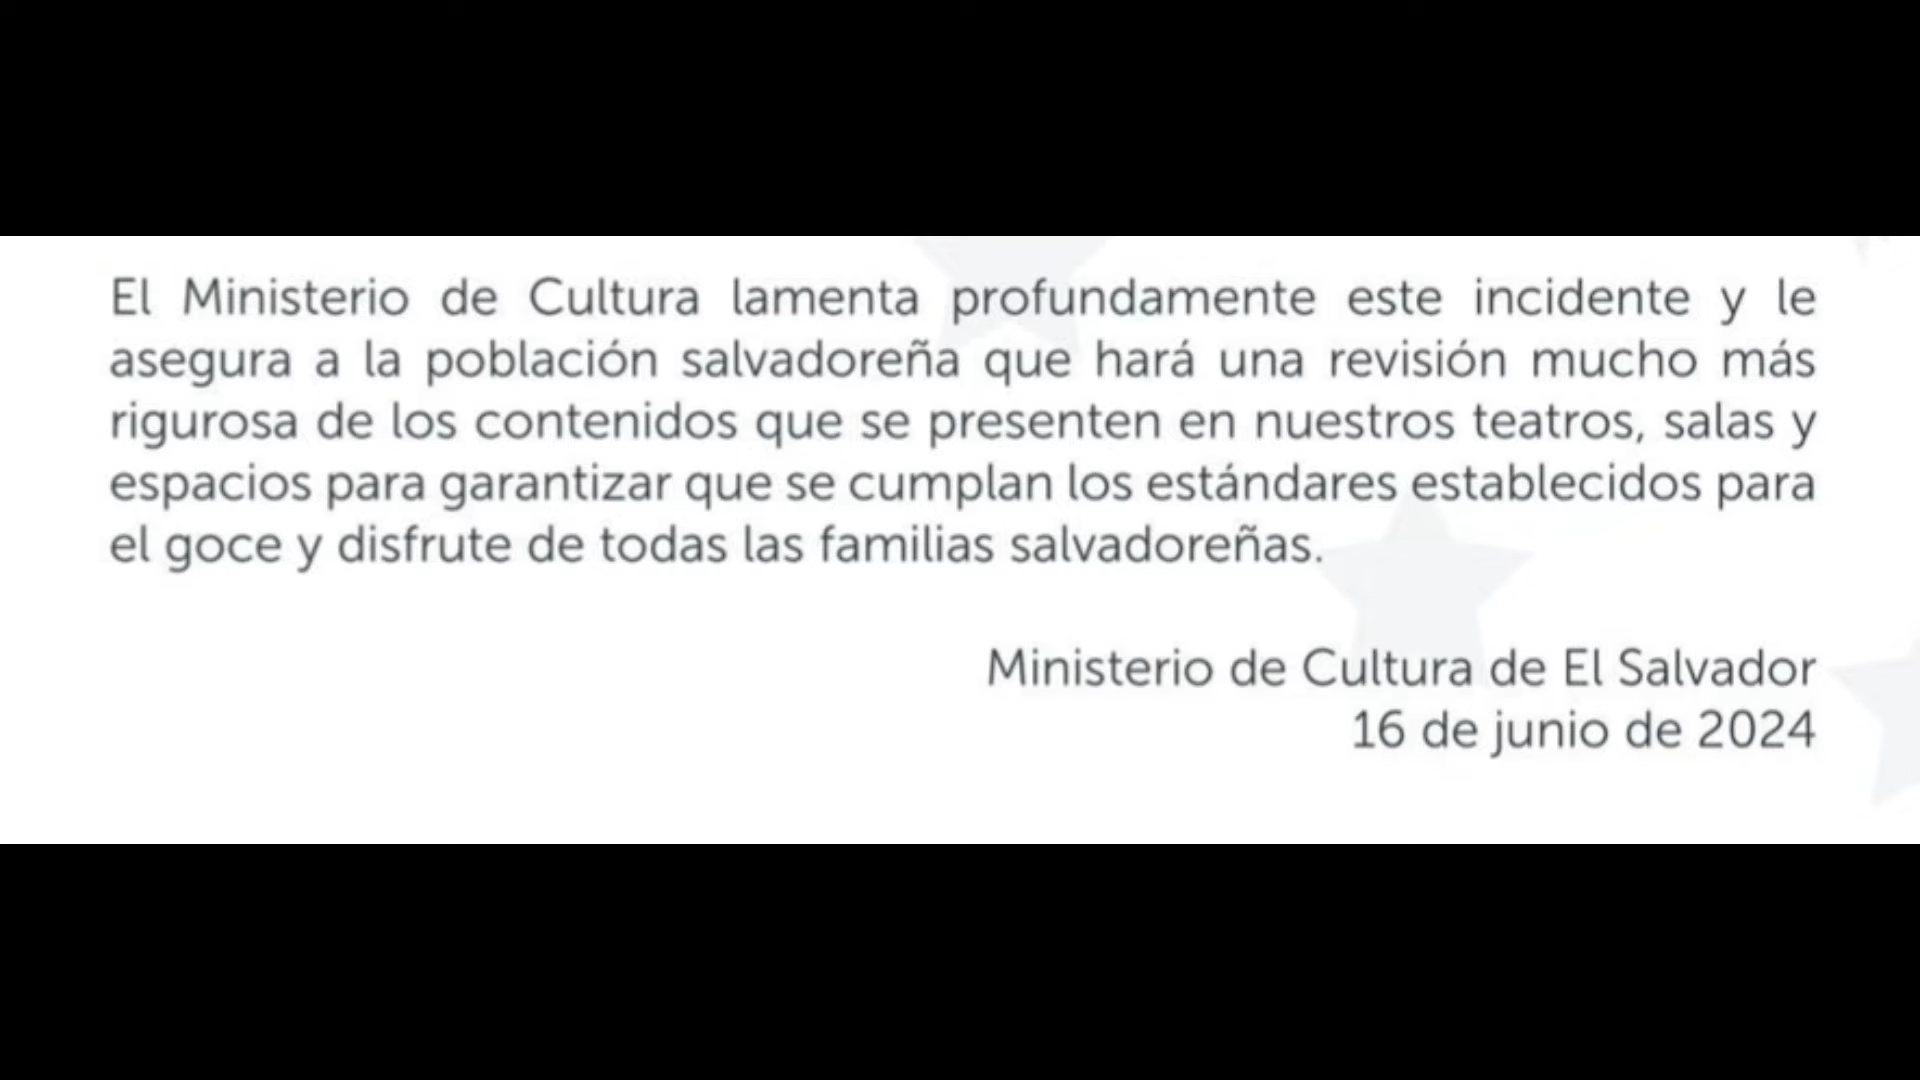 El Ministerio de Cultura lamenta profundamente este incidente y le
asegura a la población salvadoreña que hará una revisión mucho más
rigurosa de los contenidos que se presenten en nuestros teatros, salas y
espacios para garantizar que se cumplan los estándares establecidos para
el goce y disfrute de todas las familias salvadoreñas.
Ministerio de Cultura de El Salvador
16 de junio de 2024